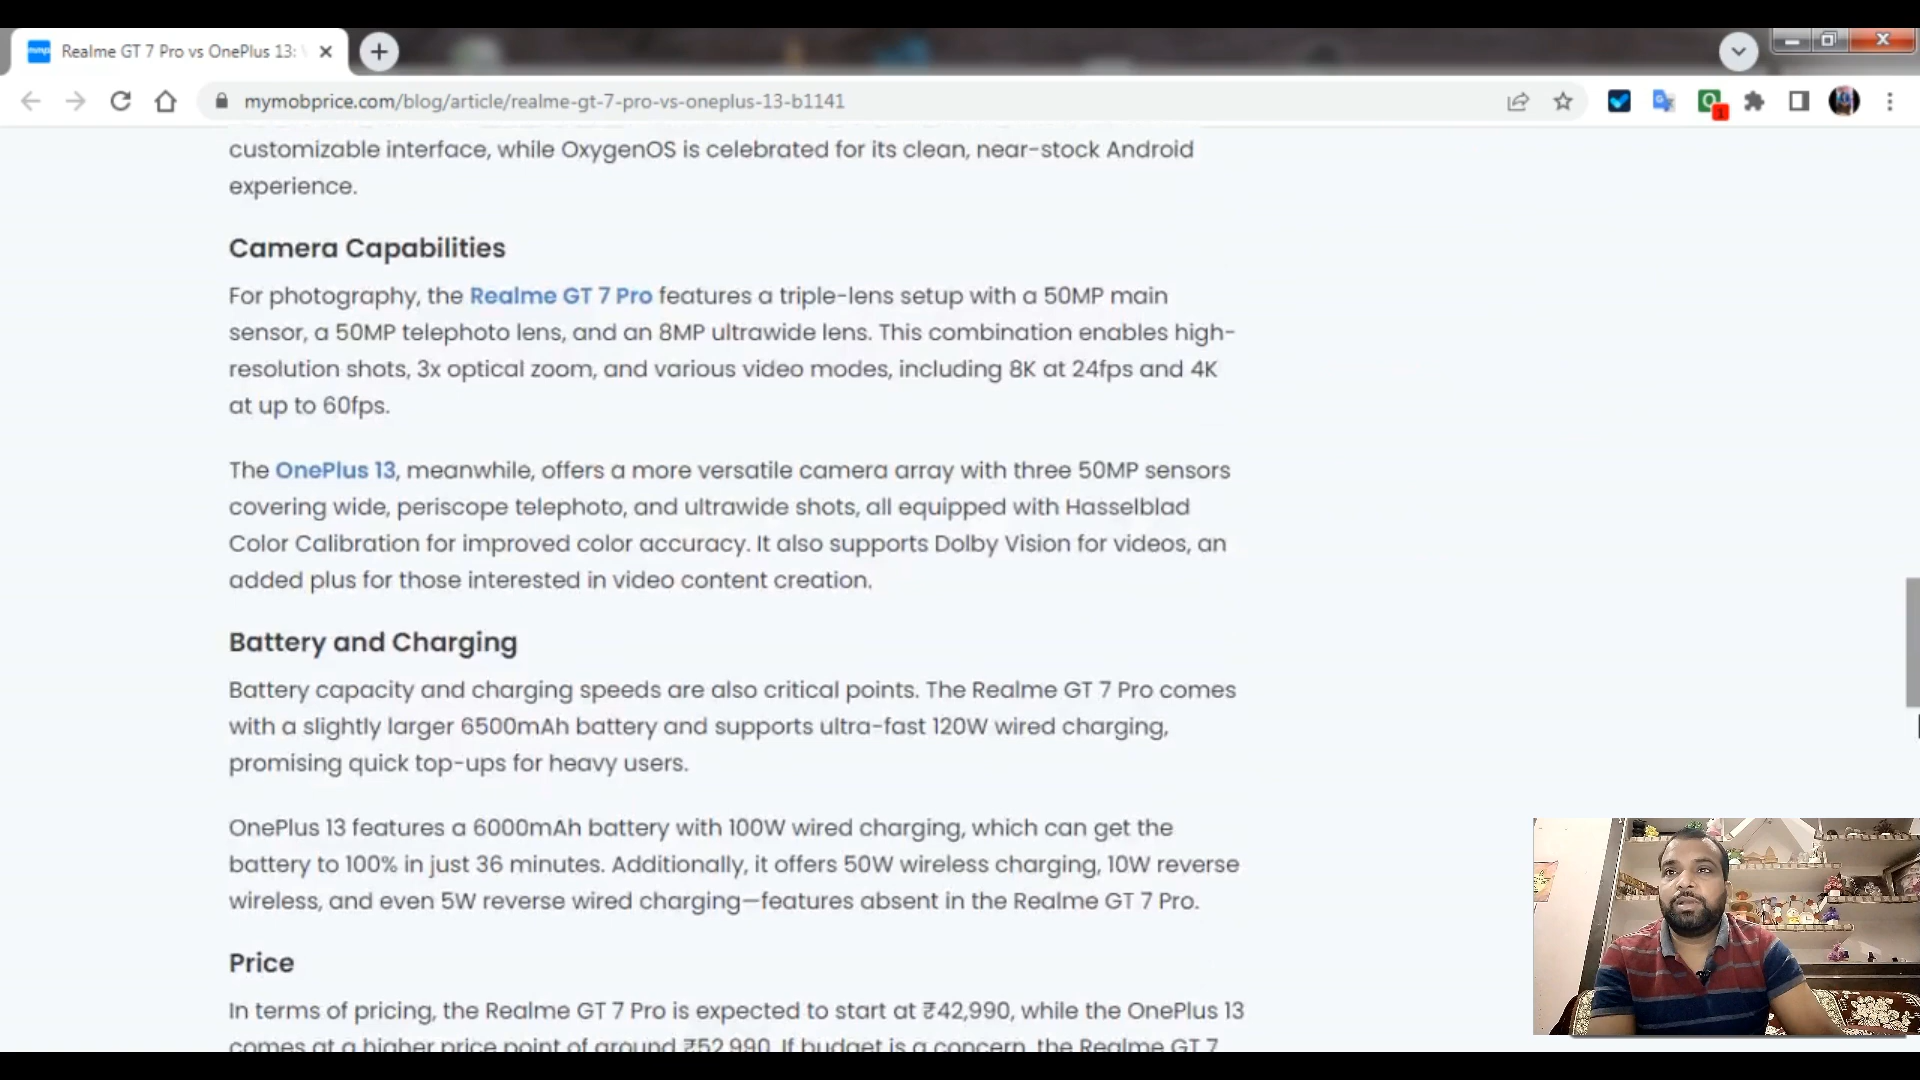 Realme GT 7 Pro vs OnePlus 13:
mymobprice.com/blog/article/realme-gt-7-pro-vs-oneplus-13-b1141
customizable interface, while OxygenOS is celebrated for its clean, near-stock Android
experience.
Camera Capabilities
For photography, the Realme GT 7 Pro features a triple-lens setup with a 50MP main
sensor, a 50MP telephoto lens, and an 8MP ultrawide lens. This combination enables high-
resolution shots, 3x optical zoom, and various video modes, including 8K at 24fps and 4K
at up to 60fps.
The OnePlus 13, meanwhile, offers a more versatile camera array with three 50MP sensors
covering wide, periscope telephoto, and ultrawide shots, all equipped with Hasselblad
Color Calibration for improved color accuracy. It also supports Dolby Vision for videos, an
added plus for those interested in video content creation.
Battery and Charging
Battery capacity and charging speeds are also critical points. The Realme GT 7 Pro comes
with a slightly larger 6500mAh battery and supports ultra-fast 120W wired charging,
promising quick top-ups for heavy users.
OnePlus 13 features a 6000mAh battery with 100W wired charging, which can get the
battery to 100% in just 36 minutes. Additionally, it offers 50W wireless charging, 10W reverse
wireless, and even 5W reverse wired charging—features absent in the Realme GT 7 Pro.
Price
In terms of pricing, the Realme GT 7 Pro is expected to start at ₹42,990, while the OnePlus 13
comes at a higher price point of around ₹52,990. If budget is a concern, the Realme GT 7